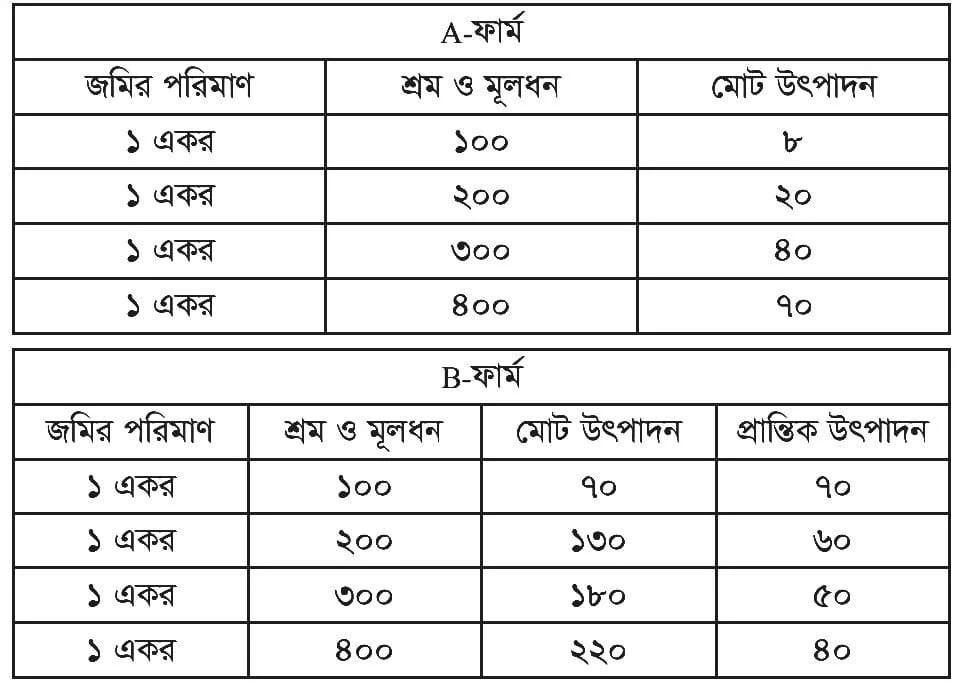 A-ফার্ম
জমির পরিমাণ শ্রম ও মূলধন মোট উৎপাদন
১ একর ১০০ ৮
১ একর ২০০ ২০
১ একর ৩০০ ৪০
১ একর ৪০০ ৭০
B-ফার্ম
জমির পরিমাণ শ্রম ও মূলধন মোট উৎপাদন প্রান্তিক উৎপাদন
১ একর ১০০ ৭০ ৭০
১ একর ২০০ ১৩০ ৬০
১ একর ৩০০ ১৮০ ৫০
১ একর ৪০০ ২২০ ৪০